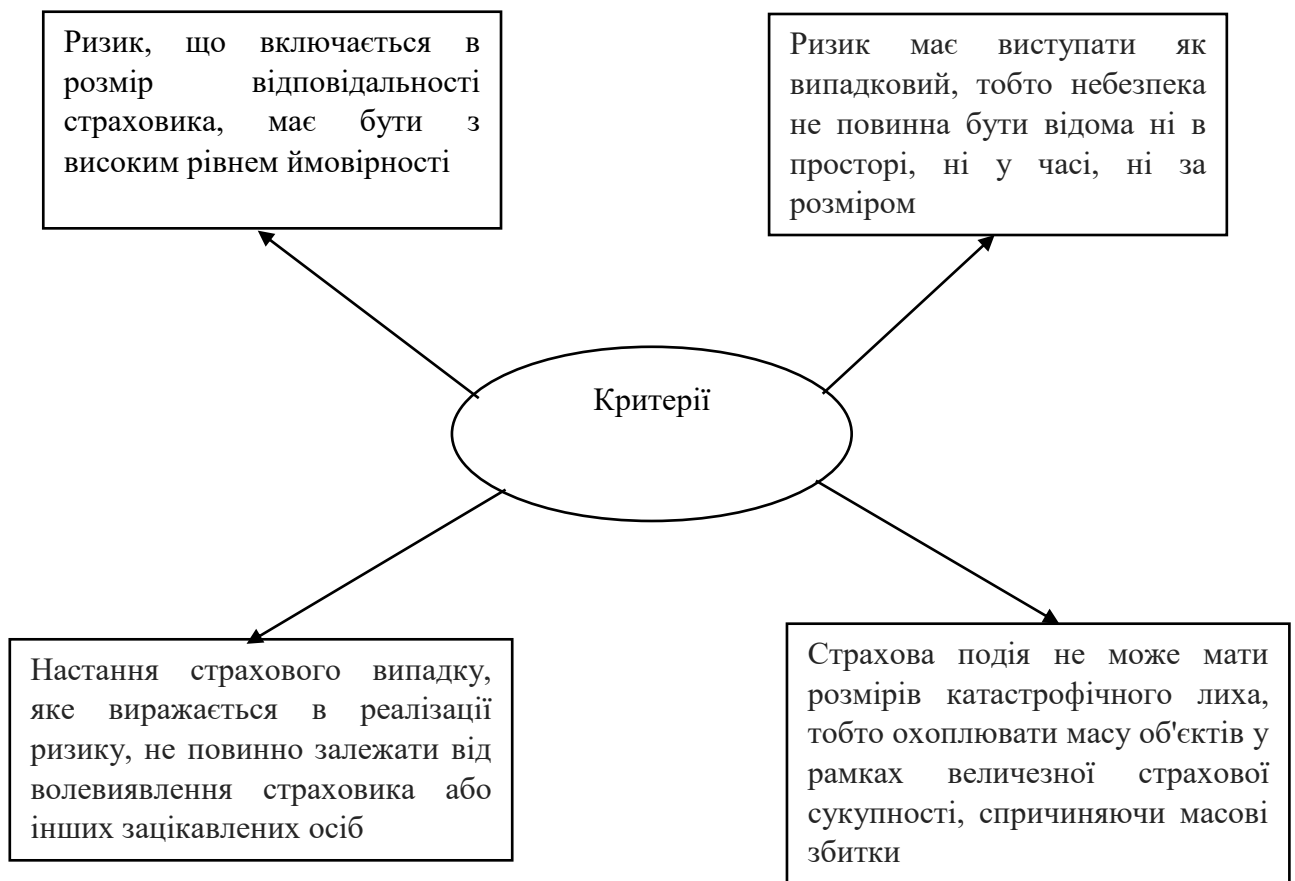 Ризик, що включається в
розмір відповідальності
страховика, має бути з
високим рівнем ймовірності
Ризик має виступати як
випадковий, тобто небезпека
не повинна бути відома ні в
просторі, ні у часі, ні за
розміром
Критерії
Настання страхового випадку,
яке виражається в реалізації
ризику, не повинно залежати від
волевиявлення страховика або
інших зацікавлених осіб
Страхова подія не може мати
розмірів катастрофічного лиха,
тобто охоплювати масу об'єктів у
рамках величезної страхової
сукупності, спричиняючи масові
збитки